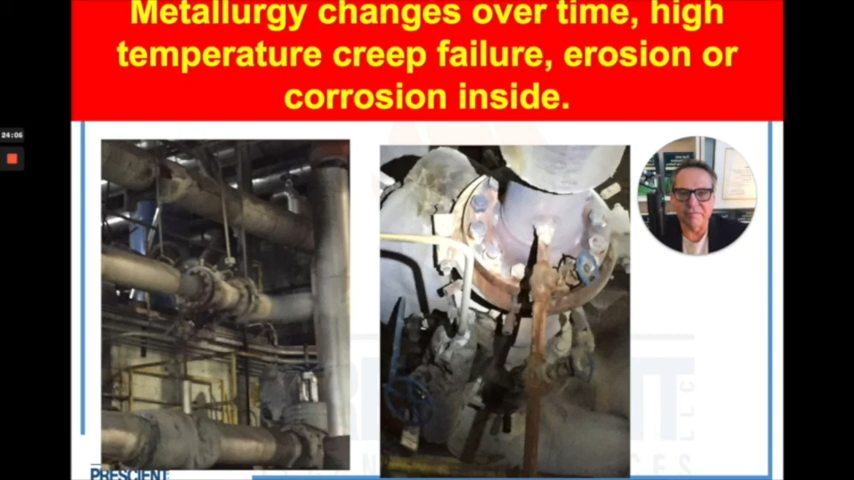 Metallurgy changes over time, high
temperature creep failure, erosion or
corrosion inside.
24:06
PRESCIENT